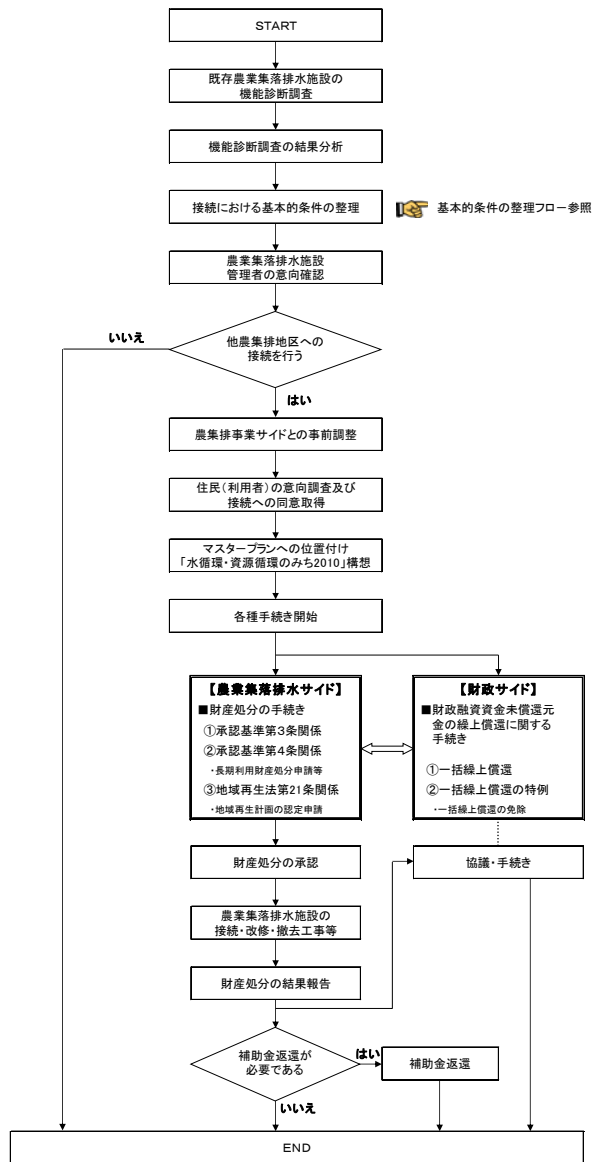 START
既存農業集落排水施設の
機能診断調査
機能診断調査の結果分析
接続における基本的条件の整理
基本的条件の整理フロー参照
農業集落排水施設
管理者の意向確認
いいえ
他農集排地区への
接続を行う
はい
農集排事業サイドとの事前調整
住民（利用者）の意向調査及び
接続への同意取得
マスタープランへの位置付け
「水循環・資源循環のみち2010」構想
各種手続き開始
【農業集落排水サイド】
■財産処分の手続き
①承認基準第3条関係
②承認基準第4条関係
・長期利用財産処分申請等
③地域再生法第21条関係
・地域再生計画の認定申請
【財政サイド】
■財政融資資金未償還元
金の繰上償還に関する
手続き
①一括繰上償還
②一括繰上償還の特例
・一括繰上償還の免除
財産処分の承認
協議・手続き
農業集落排水施設の
接続・改修・撤去工事等
財産処分の結果報告
補助金返還が
必要である
はい
補助金返還
いいえ
END